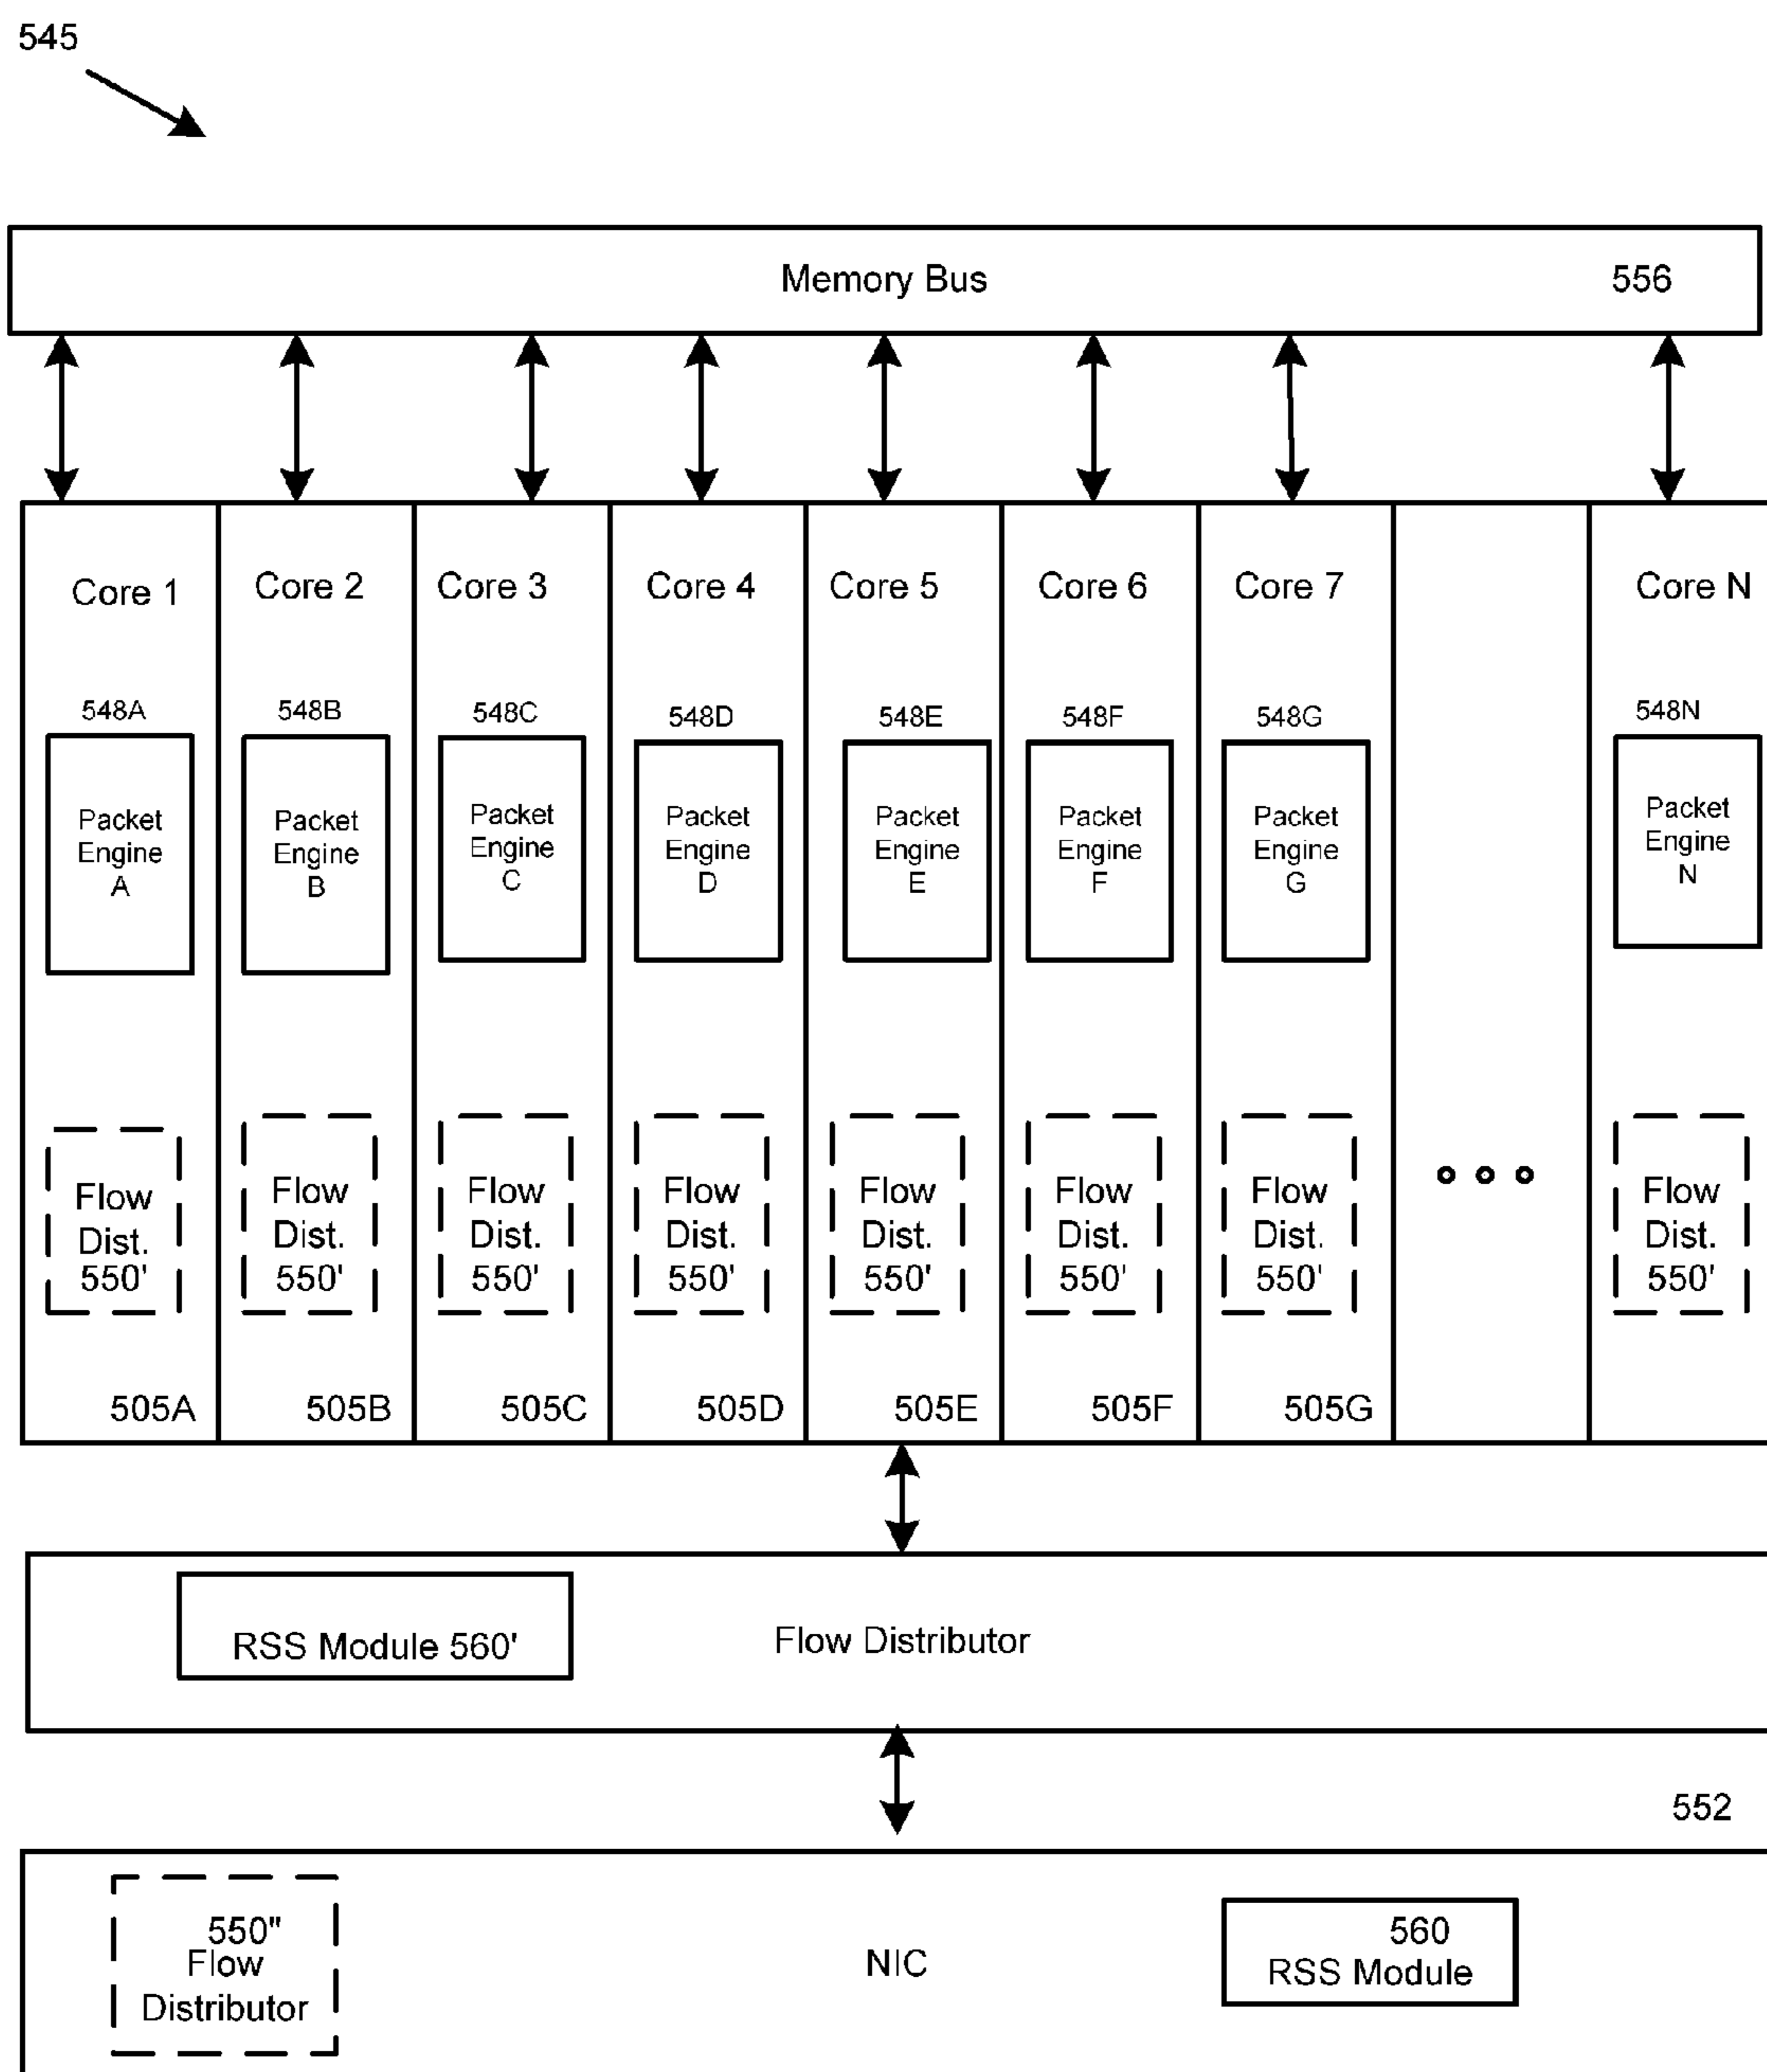 545
Memory Bus 556
Core 1 Core 2 Core 3 Core 4 Core 5 Core 6 Core 7 Core N
548A 548B 548C 548D 548E 548F 548G 548N
Packet Packet Packet Packet Packet Packet Packet Packet
Engine Engine Engine Engine Engine Engine Engine Engine
A B C D E F G N
Flow Flow Flow Flow Flow Flow Flow Flow
Dist. Dist. Dist. Dist. Dist. Dist. Dist. Dist.
550' 550' 550' 550' 550' 550' 550' 550'
505A 505B 505C 505D 505E 505F 505G
RSS Module 560' Flow Distributor
552
550"
Flow
Distributor
NIC
560
RSS Module